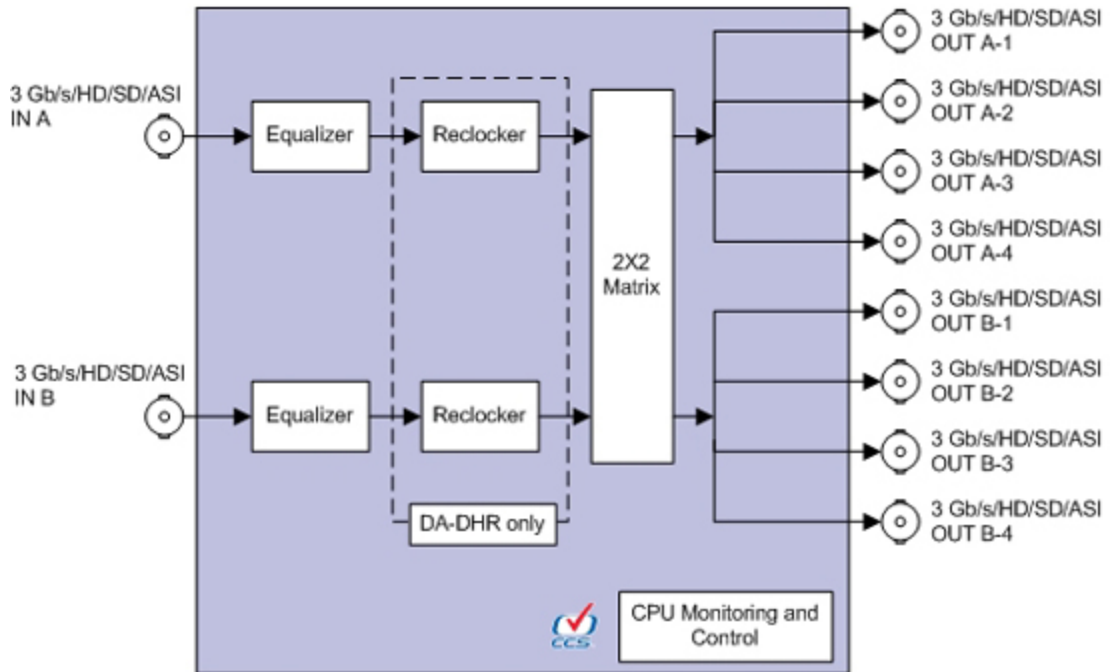 3 Gb/s/HD/SD/ASI
IN A
Equalizer
Reclocker
3 Gb/s/HD/SD/ASI
IN B
Equalizer
Reclocker
DA-DHR only
2X2
Matrix
3 Gb/s/HD/SD/ASI
OUT A-1
3 Gb/s/HD/SD/ASI
OUT A-2
3 Gb/s/HD/SD/ASI
OUT A-3
3 Gb/s/HD/SD/ASI
OUT A-4
3 Gb/s/HD/SD/ASI
OUT B-1
3 Gb/s/HD/SD/ASI
OUT B-2
3 Gb/s/HD/SD/ASI
OUT B-3
3 Gb/s/HD/SD/ASI
OUT B-4
CCS
CPU Monitoring and
Control